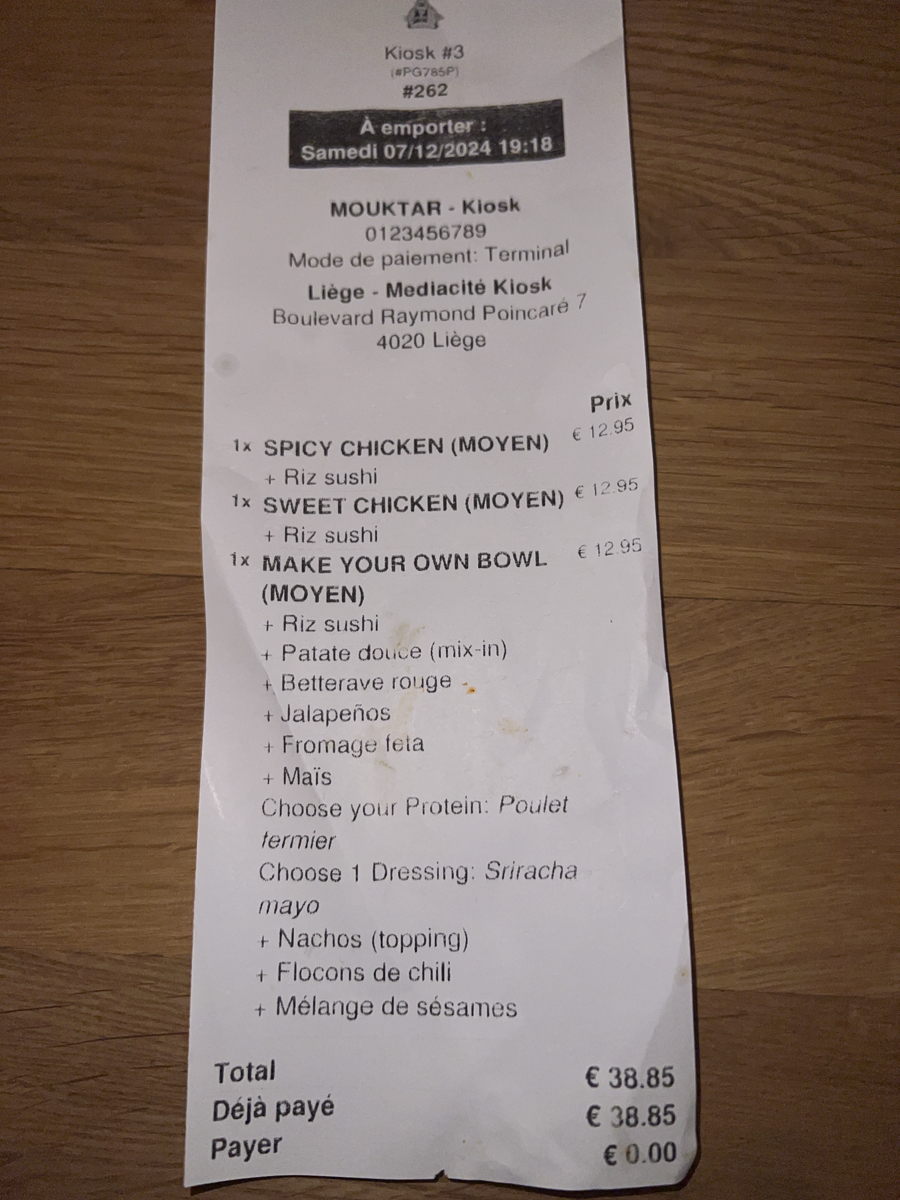 Kiosk #3
(#PG785P)
#262
À emporter :
Samedi 07/12/2024 19:18
MOUKTAR - Kiosk
0123456789
Mode de paiement: Terminal
Liège - Mediacité Kiosk
Boulevard Raymond Poincaré 7
4020 Liège
Prix
1x SPICY CHICKEN (MOYEN) € 12.95
+ Riz sushi
1x SWEET CHICKEN (MOYEN) € 12.95
+ Riz sushi
1x MAKE YOUR OWN BOWL € 12.95
(MOYEN)
+ Riz sushi
+ Patate douce (mix-in)
+ Betterave rouge
+ Jalapeños
+ Fromage feta
+ Maïs
Choose your Protein: Poulet
fermier
Choose 1 Dressing: Sriracha
mayo
+ Nachos (topping)
+ Flocons de chili
+ Mélange de sésames
Total € 38.85
Déjà payé € 38.85
Payer € 0.00